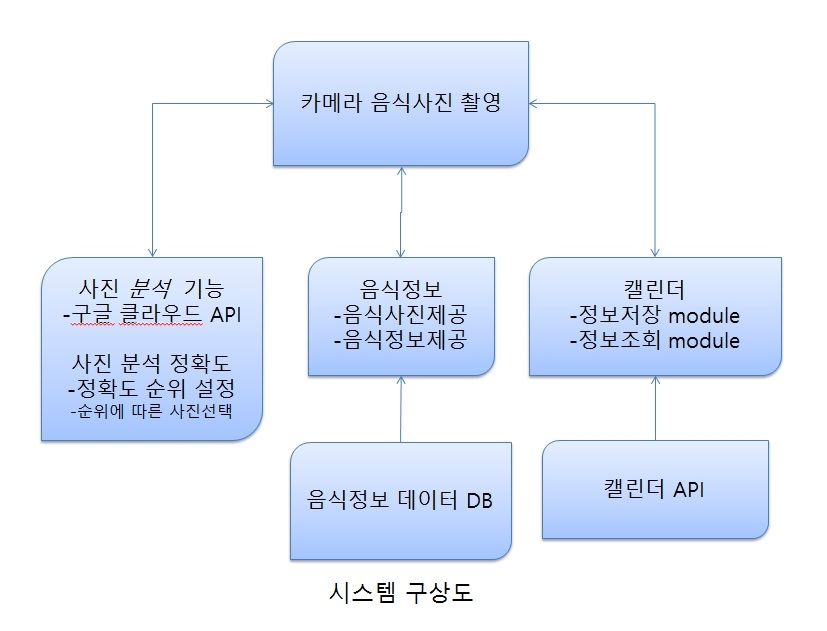 카메라 음식사진 촬영
사진 분석 기능
-구글 클라우드 API
사진 분석 정확도
-정확도 순위 설정
-순위에 따른 사진선택
음식정보
-음식사진제공
-음식정보제공
캘린더
-정보저장 module
-정보조회 module
음식정보 데이터 DB
캘린더 API
시스템 구상도